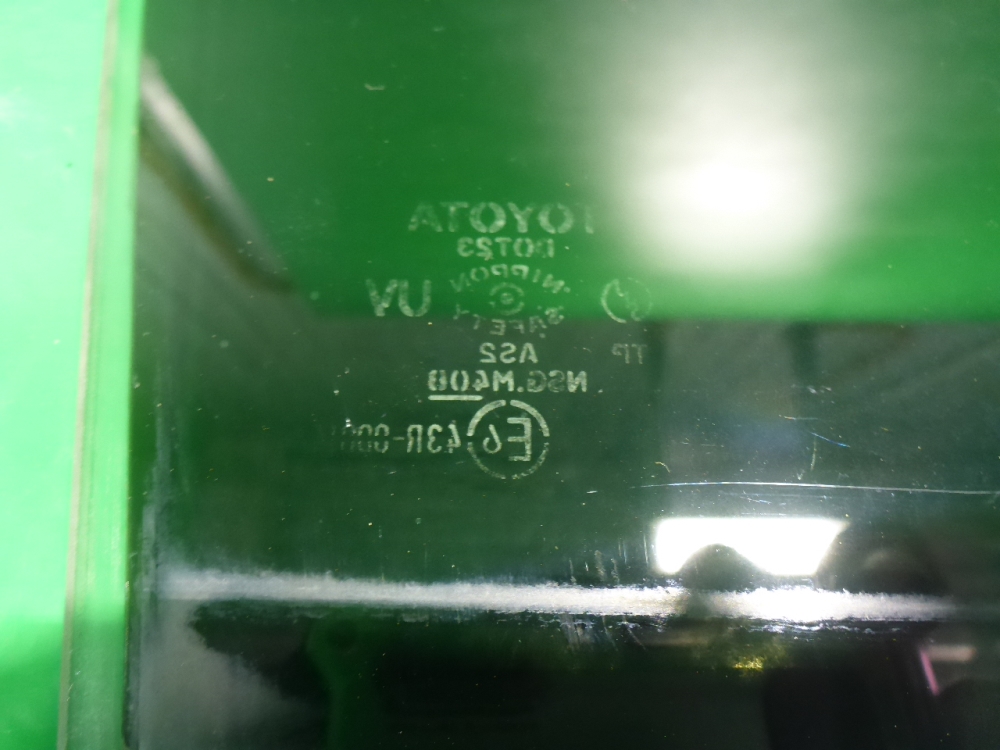 TOYOTA
DOT23
NIPPON
UV
SAFETY
TP
AS2
NSG.M40B
E6 43R-00